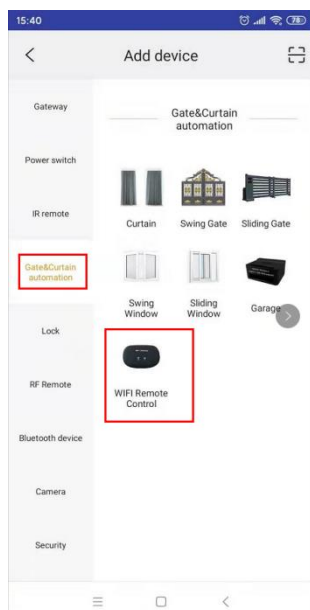 15:40
78
Add device
Gateway
Power switch
IR remote
Gate&Curtain
automation
Lock
RF Remote
Bluetooth device
Camera
Security
Gate&Curtain
automation
Curtain
Swing Gate
Sliding Gate
Swing
Window
Sliding
Window
Garage
WIFI Remote
Control